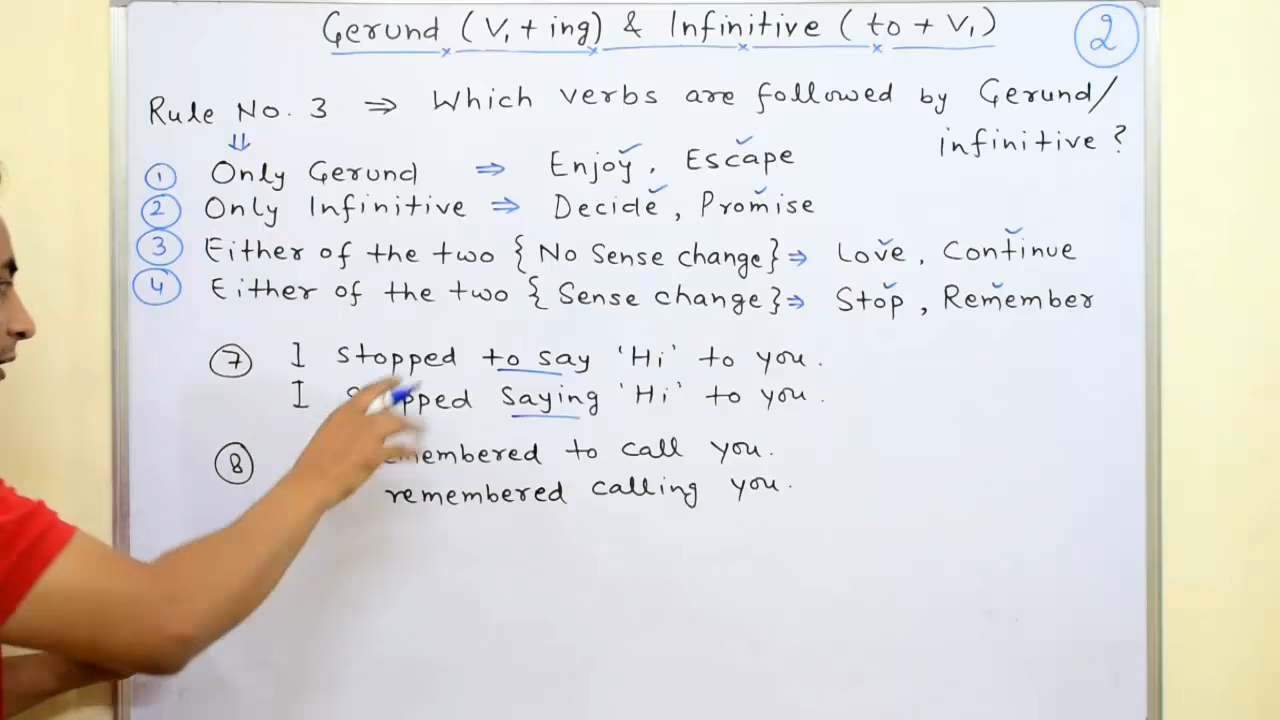 Gerund (V₁ + ing) & Infinitive (to + V₁)
2
Rule No. 3 ⇒ Which verbs are followed by Gerund/
infinitive ?
① Only Gerund ⇒ Enjoy, Escape
② Only Infinitive ⇒ Decide, Promise
③ Either of the two { No Sense change} ⇒ Love, Continue
④ Either of the two { Sense change} ⇒ Stop, Remember
⑦ I stopped to say 'Hi' to you.
I saying 'Hi' to you.
⑧ to call you.
remembered calling you.